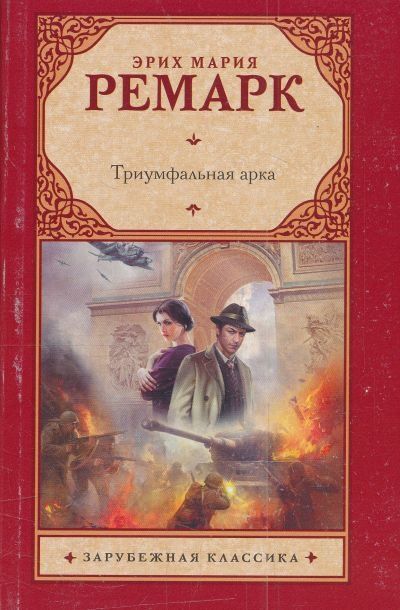 ЭРИХ МАРИЯ
РЕМАРК
Триумфальная арка
ЗАРУБЕЖНАЯ КЛАССИКА